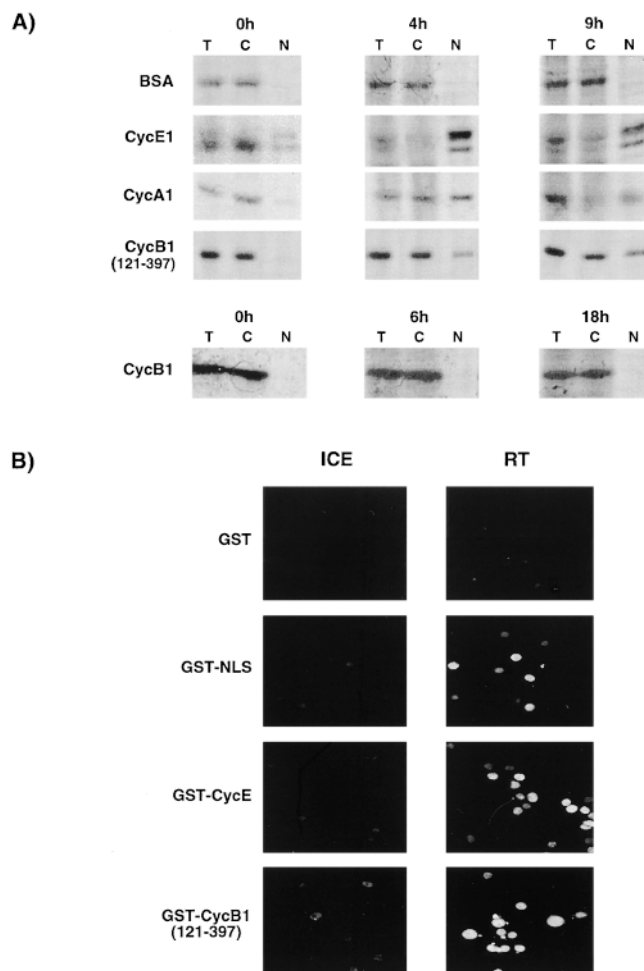 A)
0h 4h 9h
T C N T C N T C N
BSA
CycE1
CycA1
CycB1
(121-397)
0h 6h 18h
T C N T C N T C N
CycB1
B)
ICE RT
GST
GST-NLS
GST-CycE
GST-CycB1
(121-397)